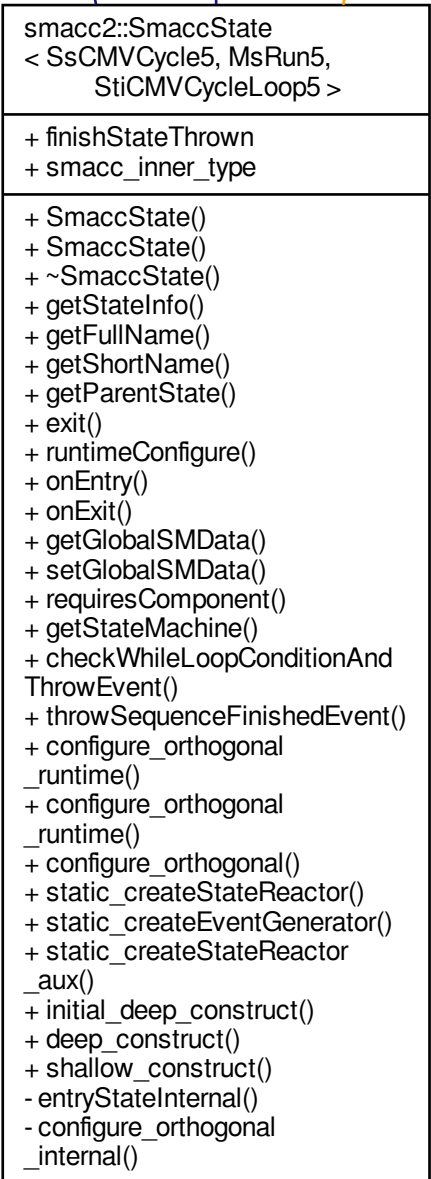 smacc2::SmaccState
< SsCMVCycle5, MsRun5,
StiCMVCycleLoop5 >
+ finishStateThrown
+ smacc_inner_type
+ SmaccState()
+ SmaccState()
+ ~SmaccState()
+ getStateInfo()
+ getFullName()
+ getShortName()
+ getParentState()
+ exit()
+ runtimeConfigure()
+ onEntry()
+ onExit()
+ getGlobalSMData()
+ setGlobalSMData()
+ requiresComponent()
+ getStateMachine()
+ checkWhileLoopConditionAnd
ThrowEvent()
+ throwSequenceFinishedEvent()
+ configure_orthogonal
_runtime()
+ configure_orthogonal
_runtime()
+ configure_orthogonal()
+ static_createStateReactor()
+ static_createEventGenerator()
+ static_createStateReactor
_aux()
+ initial_deep_construct()
+ deep_construct()
+ shallow_construct()
- entryStateInternal()
- configure_orthogonal
_internal()